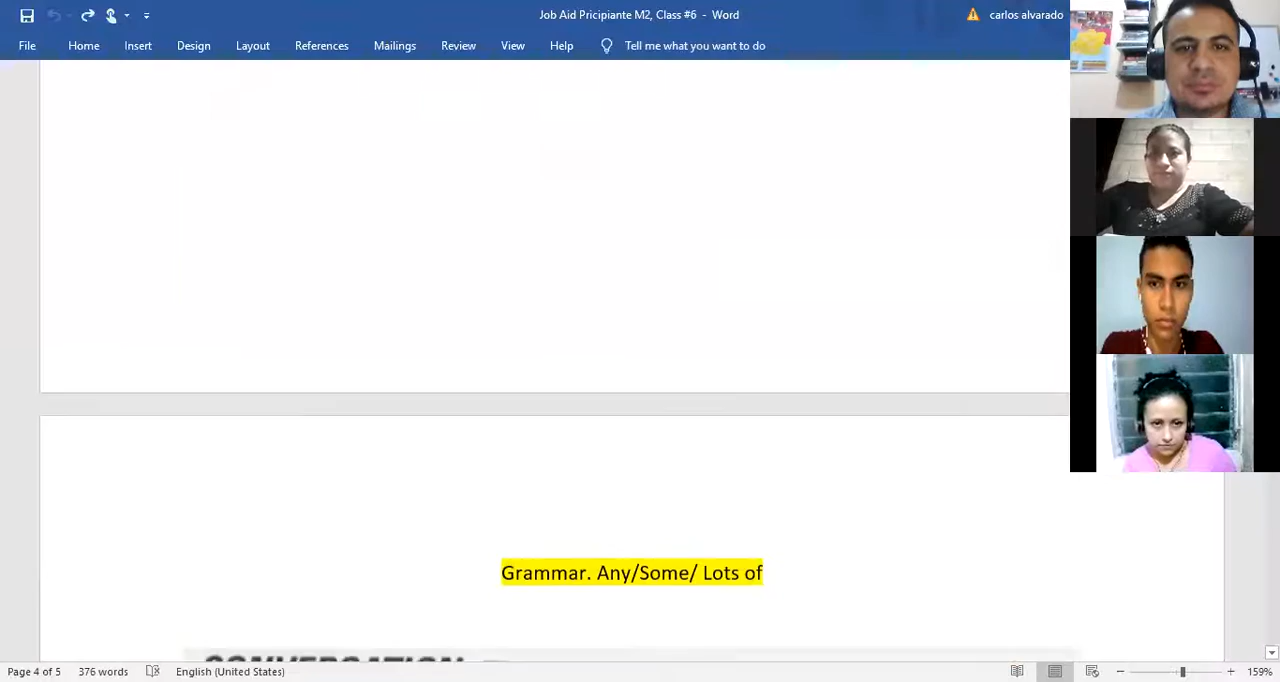 Job Aid Pricipiante M2, Class #6 - Word
carlos alvarado
File Home Insert Design Layout References Mailings Review View Help Tell me what you want to do
Grammar. Any/Some/ Lots of
CONVERSATION
Page 4 of 5 376 words English (United States) 159%